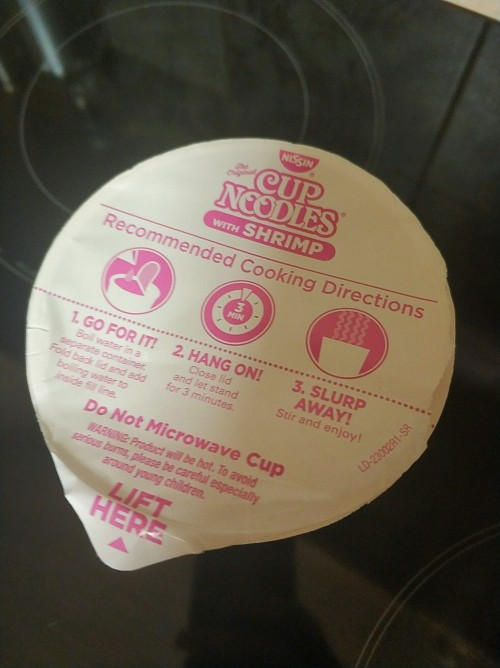 NISSIN®
The Original
CUP
NOODLES®
WITH SHRIMP
Recommended Cooking Directions
3
MIN
1. GO FOR IT!
Boil water in a
separate container.
Fold back lid and add
boiling water to
inside fill line.
2. HANG ON!
Close lid
and let stand
for 3 minutes.
3. SLURP
AWAY!
Stir and enjoy!
Do Not Microwave Cup
WARNING: Product will be hot. To avoid
serious burns, please be careful especially
around young children.
LD-23002R1-SR
LIFT
HERE